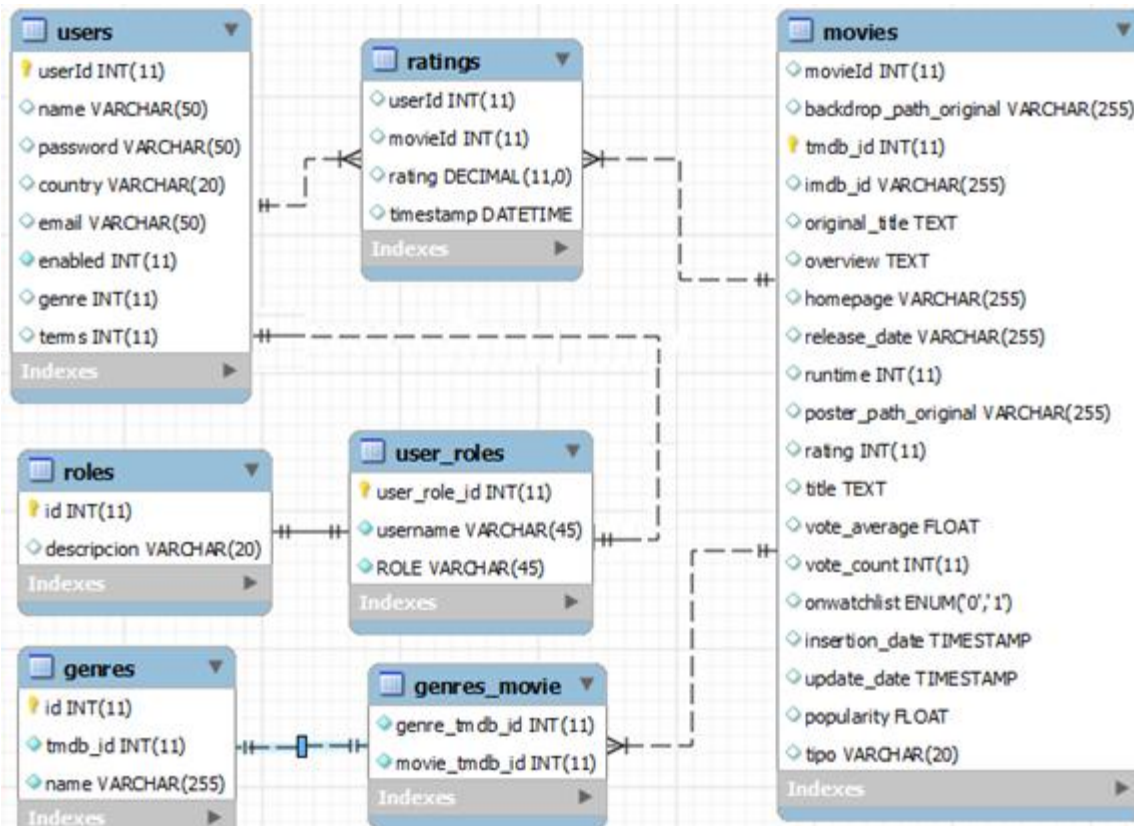 users
userId INT(11)
name VARCHAR(50)
password VARCHAR(50)
country VARCHAR(20)
email VARCHAR(50)
enabled INT(11)
genre INT(11)
terms INT(11)
Indexes
ratings
userId INT(11)
movieId INT(11)
rating DECIMAL(11,0)
timestamp DATETIME
Indexes
movies
movieId INT(11)
backdrop_path_original VARCHAR(255)
tmdb_id INT(11)
imdb_id VARCHAR(255)
original_title TEXT
overview TEXT
homepage VARCHAR(255)
release_date VARCHAR(255)
runtime INT(11)
poster_path_original VARCHAR(255)
rating INT(11)
title TEXT
vote_average FLOAT
vote_count INT(11)
onwatchlist ENUM('0','1')
insertion_date TIMESTAMP
update_date TIMESTAMP
popularity FLOAT
tipo VARCHAR(20)
Indexes
roles
id INT(11)
descripcion VARCHAR(20)
Indexes
user_roles
user_role_id INT(11)
username VARCHAR(45)
ROLE VARCHAR(45)
Indexes
genres
id INT(11)
tmdb_id INT(11)
name VARCHAR(255)
Indexes
genres_movie
genre_tmdb_id INT(11)
movie_tmdb_id INT(11)
Indexes